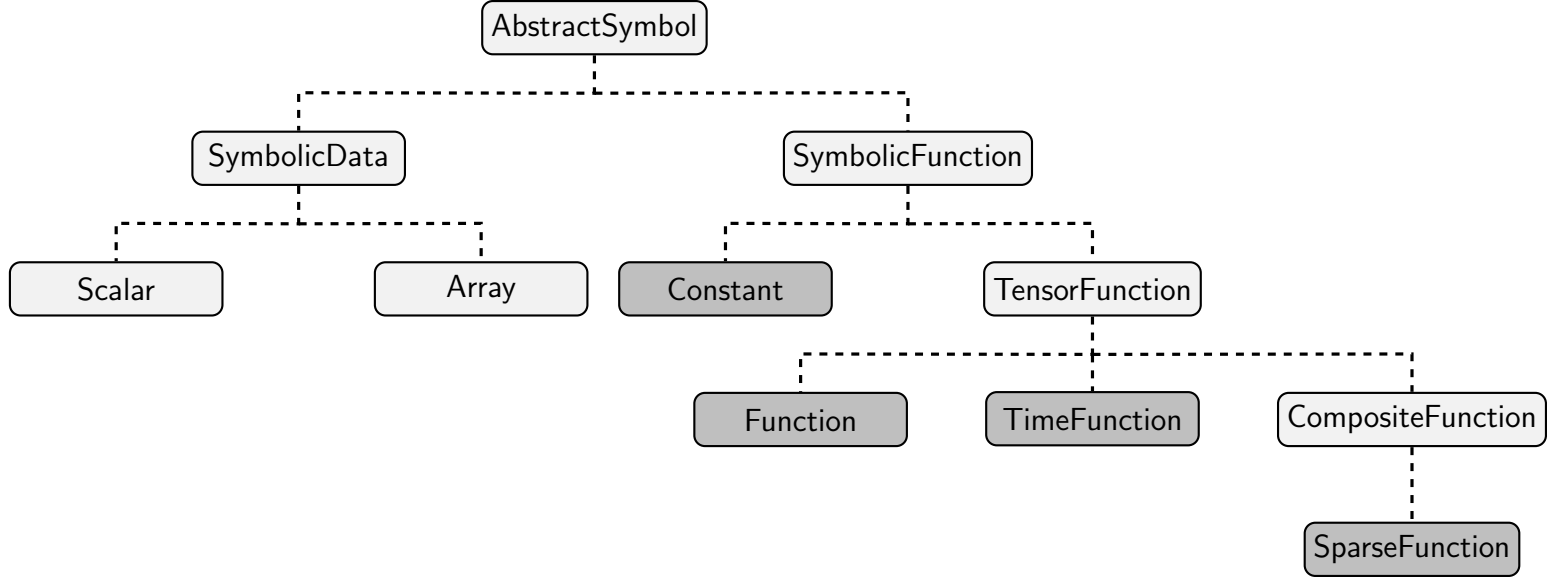 AbstractSymbol
SymbolicData
SymbolicFunction
Scalar
Array
Constant
TensorFunction
Function
TimeFunction
CompositeFunction
SparseFunction